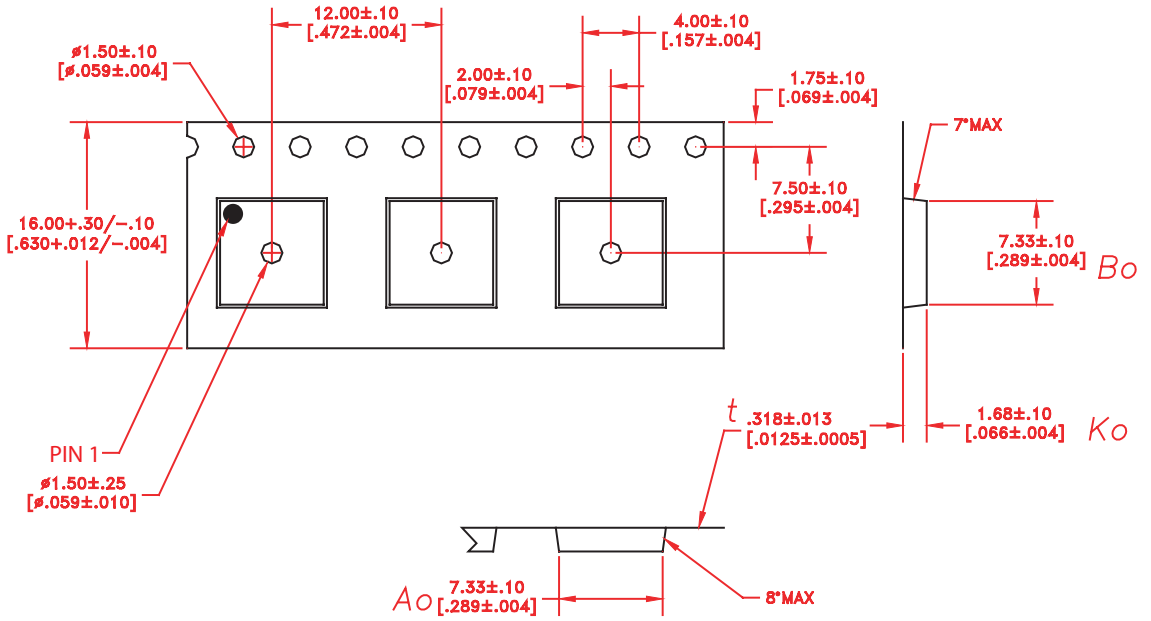 12.00±.10
[.472±.004]
4.00±.10
[.157±.004]
ø1.50±.10
[ø.059±.004]
2.00±.10
[.079±.004]
1.75±.10
[.069±.004]
7°MAX
7.50±.10
[.295±.004]
16.00+.30/-.10
[.630+.012/-.004]
7.33±.10
[.289±.004]
Bo
t
.318±.013
[.0125±.0005]
1.68±.10
[.066±.004]
Ko
PIN 1
ø1.50±.25
[ø.059±.010]
Ao
7.33±.10
[.289±.004]
8°MAX